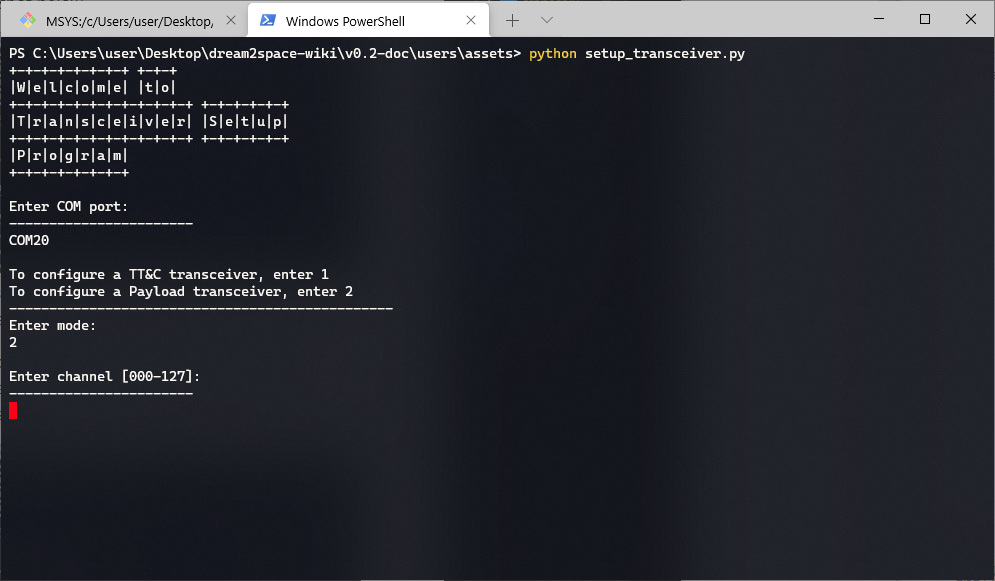 MSYS:/c/Users/user/Desktop/
Windows PowerShell
PS C:\Users\user\Desktop\dream2space-wiki\v0.2-doc\users\assets> python setup_transceiver.py
+-+-+-+-+-+-+-+ +-+-+
|W|e|l|c|o|m|e| |t|o|
+-+-+-+-+-+-+-+-+-+-+-+ +-+-+-+-+-+
|T|r|a|n|s|c|e|i|v|e|r| |S|e|t|u|p|
+-+-+-+-+-+-+-+-+-+-+-+ +-+-+-+-+-+
|P|r|o|g|r|a|m|
+-+-+-+-+-+-+-+
Enter COM port:
-----------------------
COM20
To configure a TT&C transceiver, enter 1
To configure a Payload transceiver, enter 2
------------------------------------------------
Enter mode:
2
Enter channel [000-127]:
-----------------------